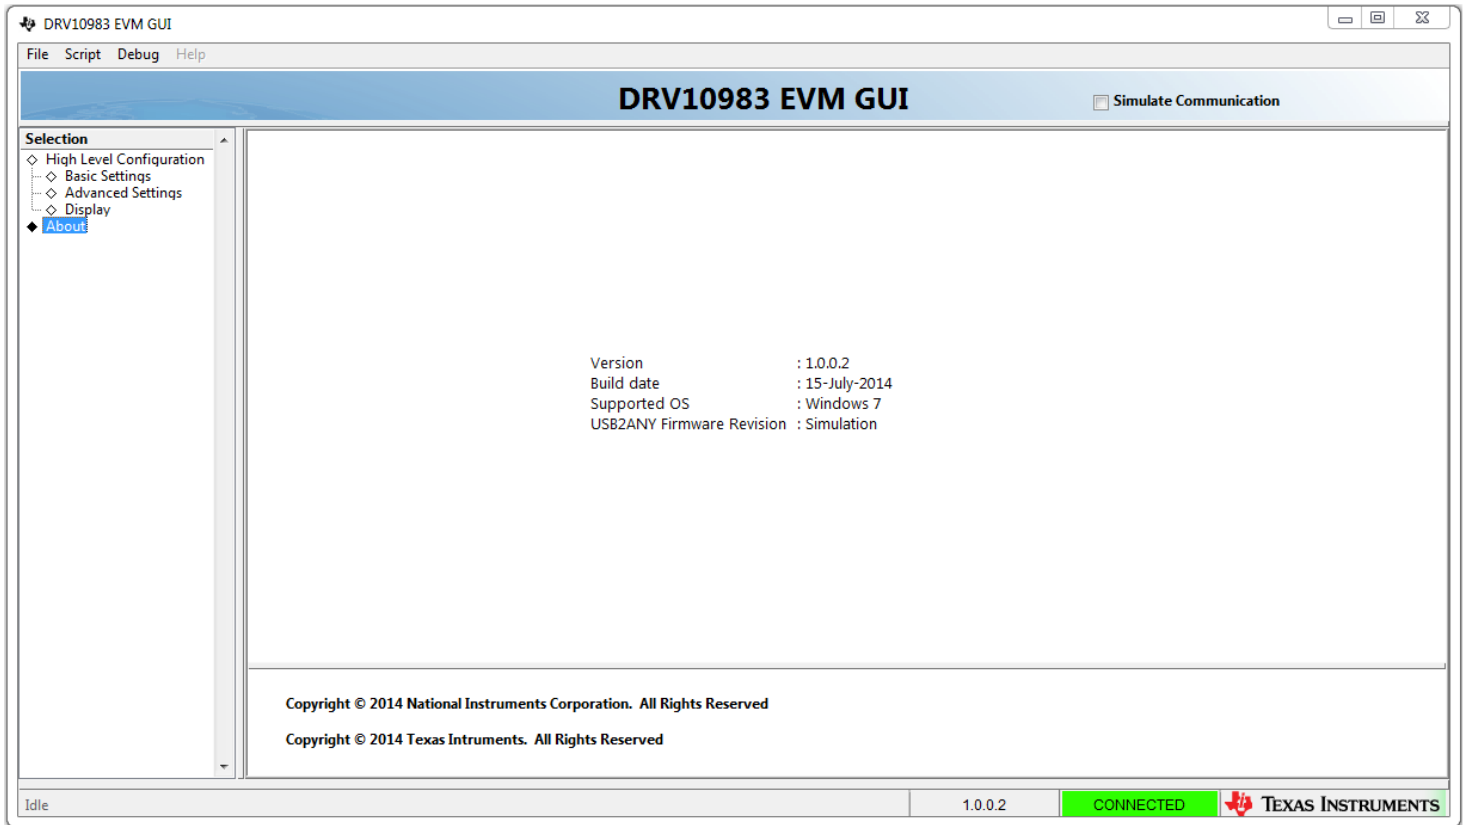 DRV10983 EVM GUI
File Script Debug Help
DRV10983 EVM GUI
Simulate Communication
Selection
High Level Configuration
Basic Settings
Advanced Settings
Display
About
Version : 1.0.0.2
Build date : 15-July-2014
Supported OS : Windows 7
USB2ANY Firmware Revision : Simulation
Copyright © 2014 National Instruments Corporation. All Rights Reserved
Copyright © 2014 Texas Intruments. All Rights Reserved
Idle 1.0.0.2 CONNECTED TEXAS INSTRUMENTS